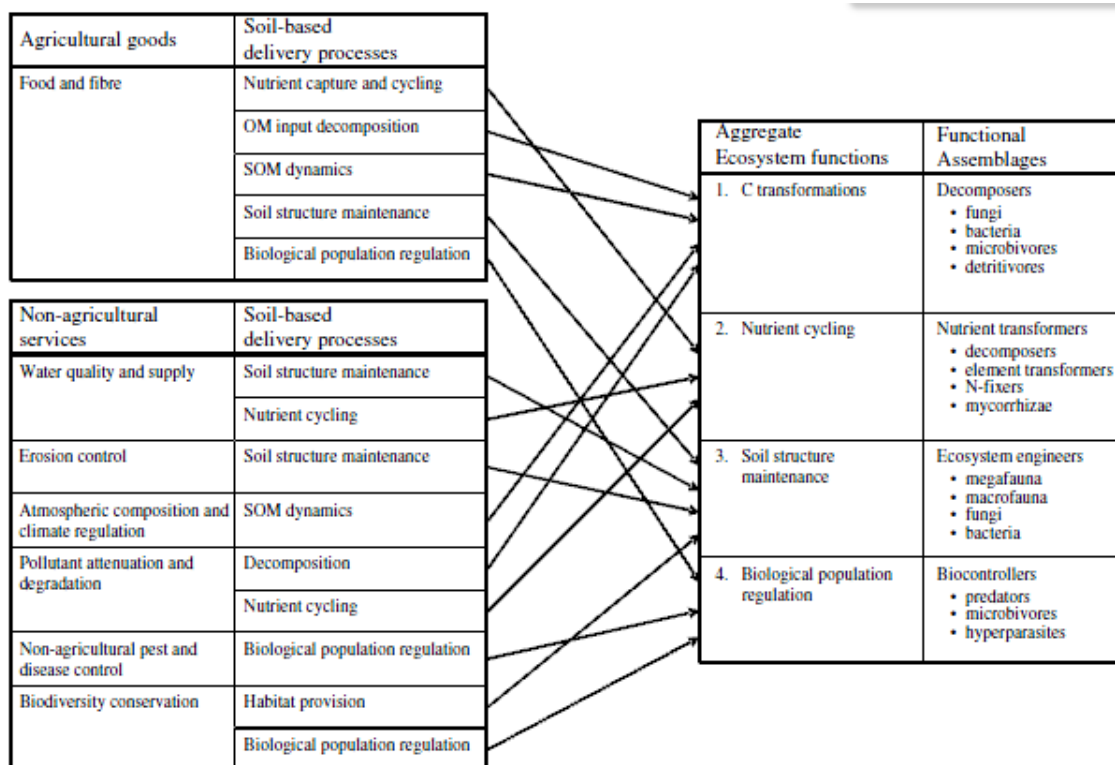 Agricultural goods
Soil-based
delivery processes
Food and fibre
Nutrient capture and cycling
OM input decomposition
SOM dynamics
Soil structure maintenance
Biological population regulation
Non-agricultural
services
Soil-based
delivery processes
Water quality and supply
Soil structure maintenance
Nutrient cycling
Erosion control
Soil structure maintenance
Atmospheric composition and
climate regulation
SOM dynamics
Pollutant attenuation and
degradation
Decomposition
Nutrient cycling
Non-agricultural pest and
disease control
Biological population regulation
Biodiversity conservation
Habitat provision
Biological population regulation
Aggregate
Ecosystem functions
Functional
Assemblages
1. C transformations
Decomposers
• fungi
• bacteria
• microbivores
• detritivores
2. Nutrient cycling
Nutrient transformers
• decomposers
• element transformers
• N-fixers
• mycorrhizae
3. Soil structure
maintenance
Ecosystem engineers
• megafauna
• macrofauna
• fungi
• bacteria
4. Biological population
regulation
Biocontrollers
• predators
• microbivores
• hyperparasites